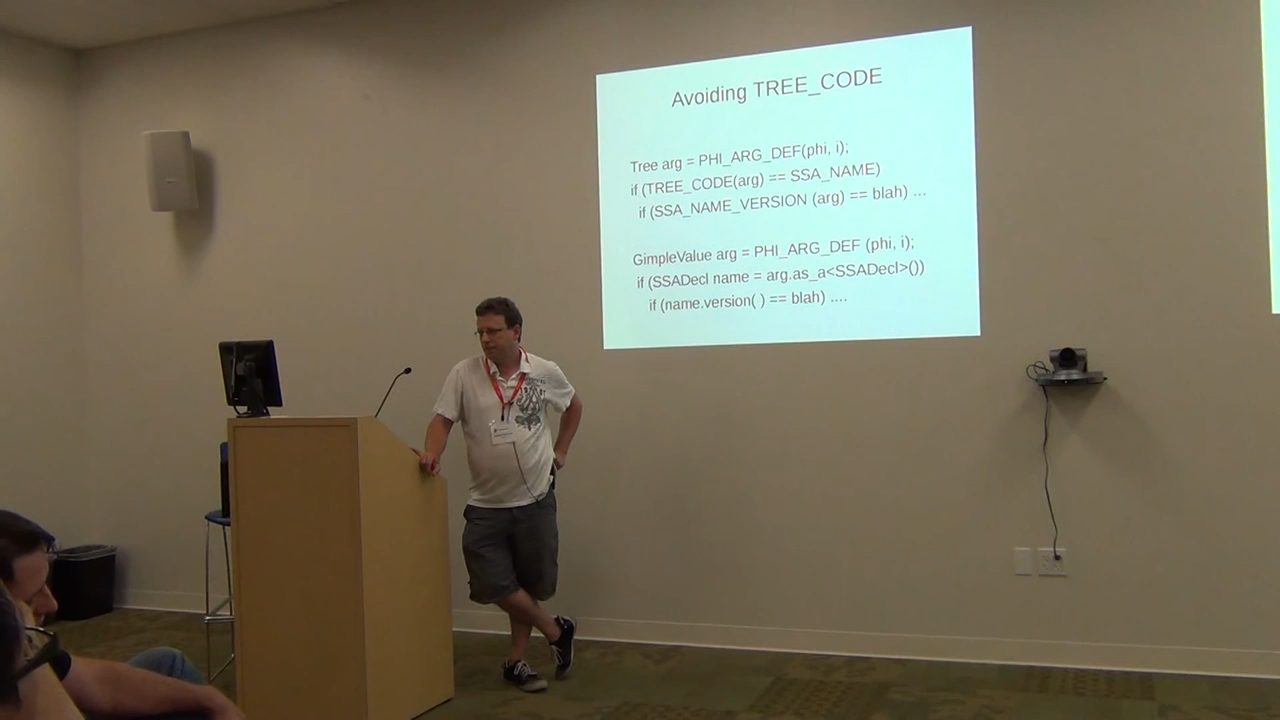 Avoiding TREE_CODE
Tree arg = PHI_ARG_DEF(phi, i);
if (TREE_CODE(arg) == SSA_NAME)
if (SSA_NAME_VERSION (arg) == blah) ...
GimpleValue arg = PHI_ARG_DEF (phi, i);
if (SSADecl name = arg.as_a<SSADecl>())
if (name.version( ) == blah) ....